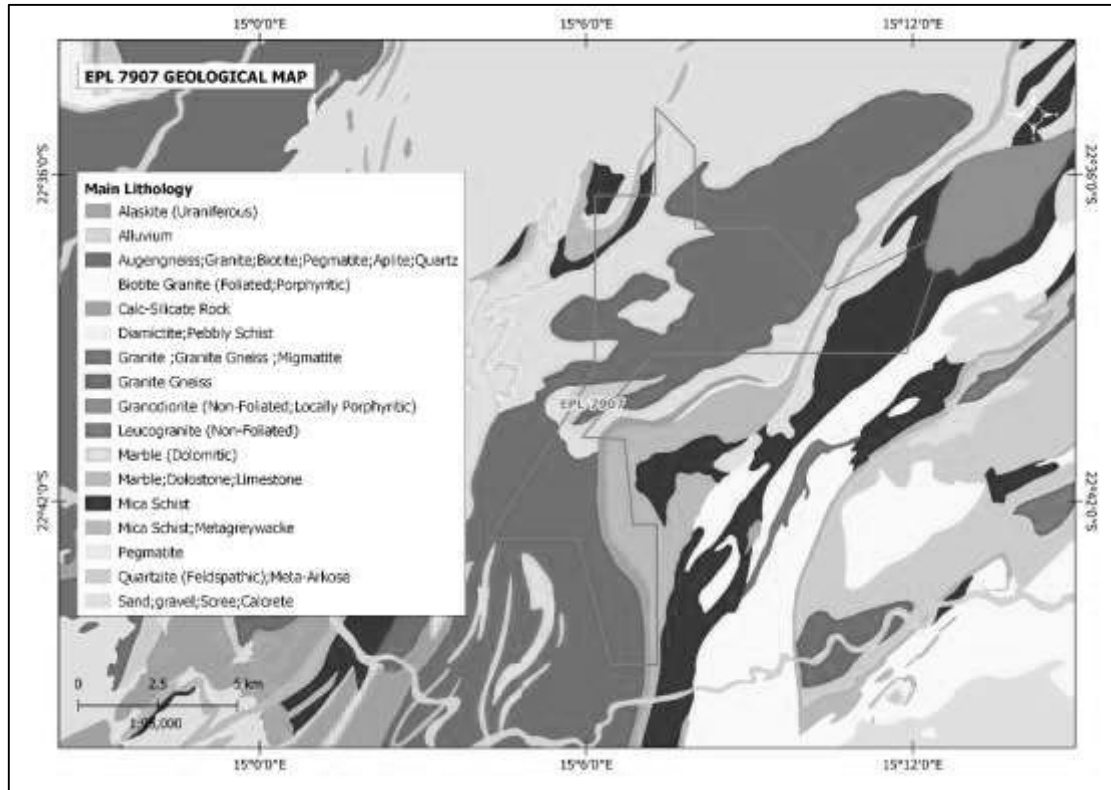 15°0'0"E
15°6'0"E
15°12'0"E
EPL 7907 GEOLOGICAL MAP
22°36'0"S
22°36'0"S
Main Lithology
Alaskite (Uraniferous)
Alluvium
Augengneiss;Granite;Biotite;Pegmatite;Aplite;Quartz
Biotite Granite (Foliated;Porphyritic)
Calc-Silicate Rock
Diamictite;Pebbly Schist
Granite ;Granite Gneiss ;Migmatite
Granite Gneiss
Granodiorite (Non-Foliated;Locally Porphyritic)
Leucogranite (Non-Foliated)
Marble (Dolomitic)
Marble;Dolostone;Limestone
Mica Schist
Mica Schist;Metagreywacke
Pegmatite
Quartzite (Feldspathic);Meta-Arkose
Sand;gravel;Scree;Calcrete
EPL 7907
22°42'0"S
22°42'0"S
0 2.5 5 km
1:95,000
15°0'0"E
15°6'0"E
15°12'0"E